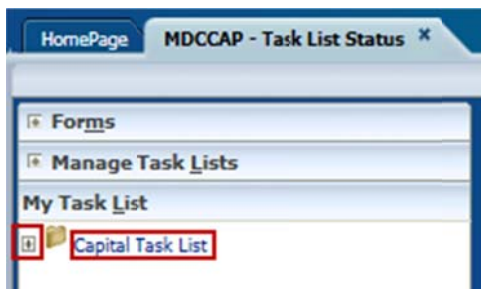 HomePage MDCCAP - Task List Status ×
Forms
Manage Task Lists
My Task List
Capital Task List